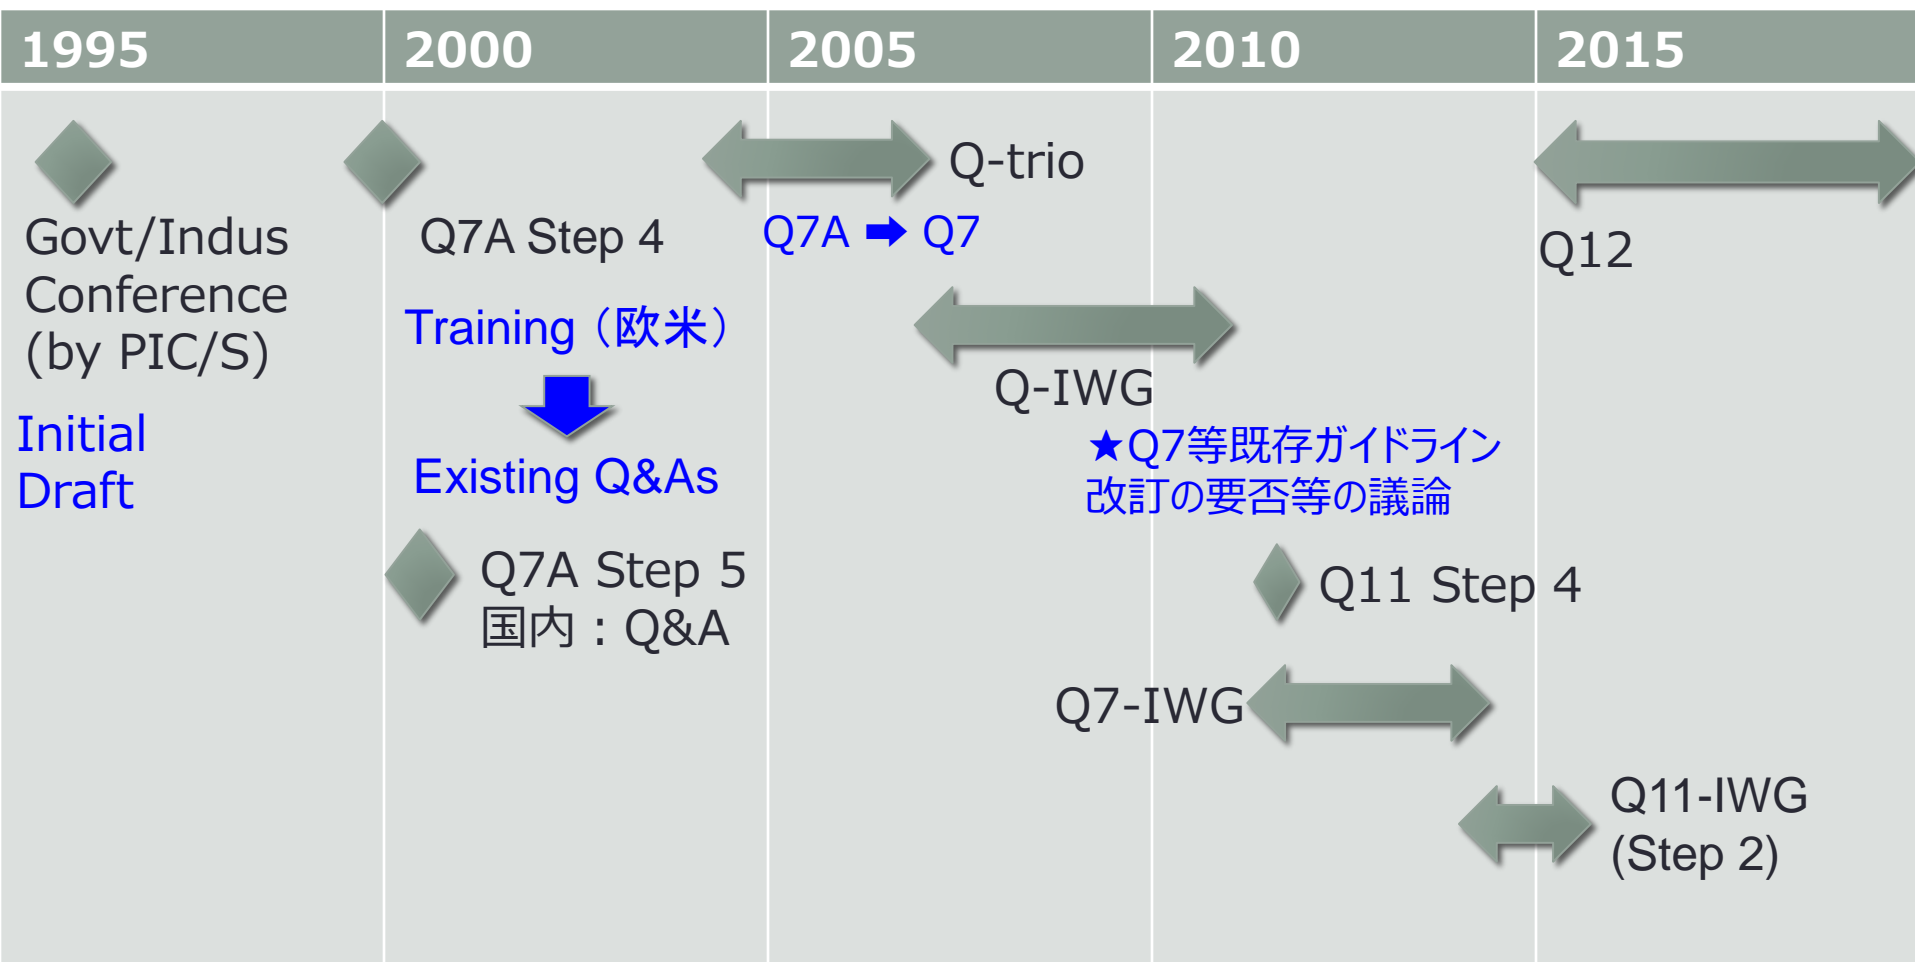 1995
2000
2005
2010
2015
Govt/Indus
Conference
(by PIC/S)
Initial
Draft
Q7A Step 4
Training（欧米）
Existing Q&As
Q7A Step 5
国内：Q&A
Q-trio
Q7A ➡ Q7
Q-IWG
★Q7等既存ガイドライン
改訂の要否等の議論
Q11 Step 4
Q7-IWG
Q12
Q11-IWG
(Step 2)